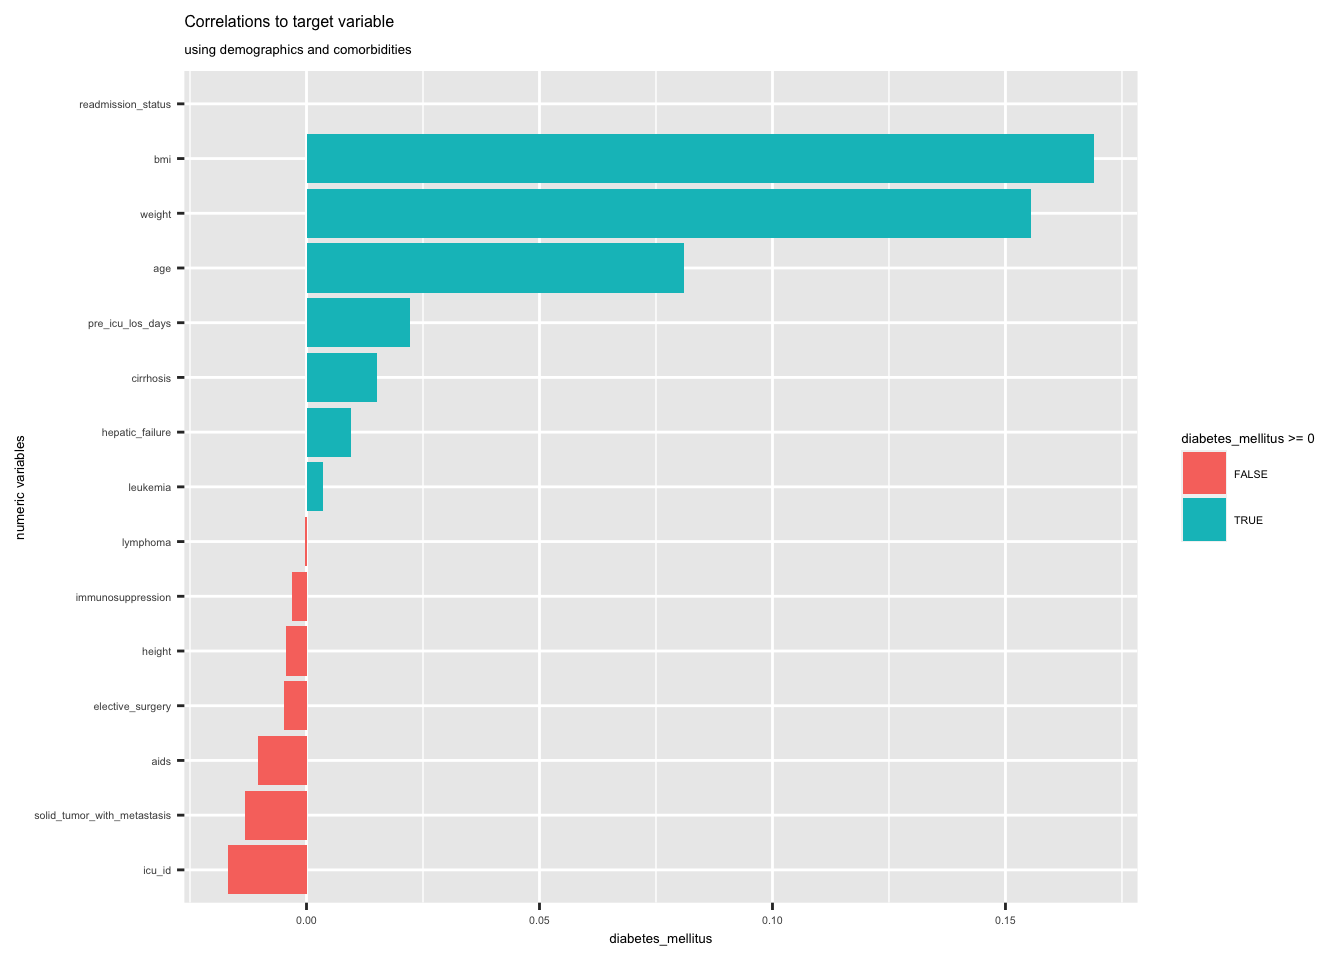 Correlations to target variable
using demographics and comorbidities
readmission_status
bmi
weight
age
pre_icu_los_days
cirrhosis
hepatic_failure
leukemia
lymphoma
immunosuppression
height
elective_surgery
aids
solid_tumor_with_metastasis
icu_id
numeric variables
0.00 0.05 0.10 0.15
diabetes_mellitus
diabetes_mellitus >= 0
FALSE
TRUE